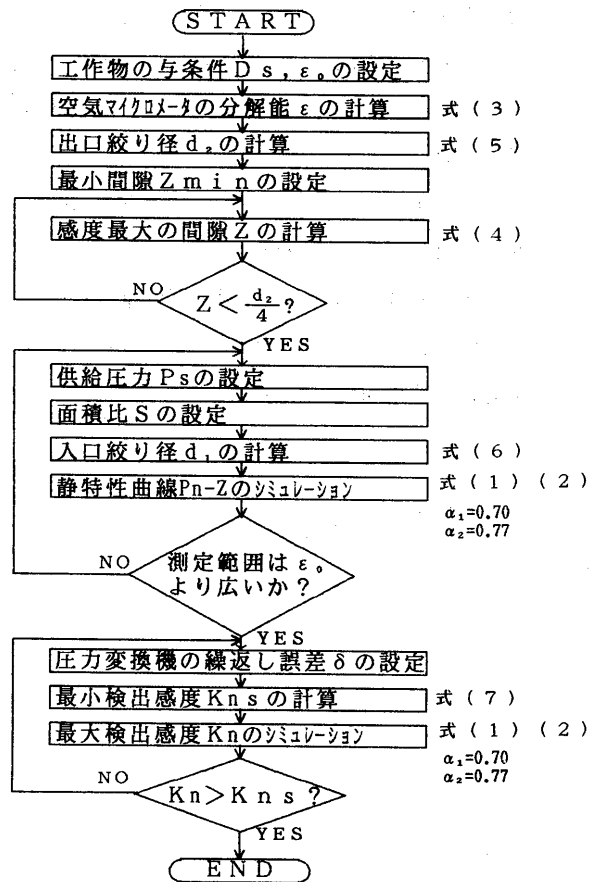 START
工作物の与条件Ds,ε₀の設定
空気マイクロメータの分解能εの計算 式(3)
出口絞り径d₂の計算 式(5)
最小間隙Zminの設定
感度最大の間隙Zの計算 式(4)
NO
Z<d₂/4?
YES
供給圧力Psの設定
面積比Sの設定
入口絞り径d₁の計算 式(6)
静特性曲線Pn-Zのシミュレーション 式(1)(2)
α₁=0.70
α₂=0.77
NO
測定範囲はε₀
より広いか?
YES
圧力変換機の繰返し誤差δの設定
最小検出感度Knsの計算 式(7)
最大検出感度Knのシミュレーション 式(1)(2)
α₁=0.70
α₂=0.77
NO
Kn>Kns?
YES
END